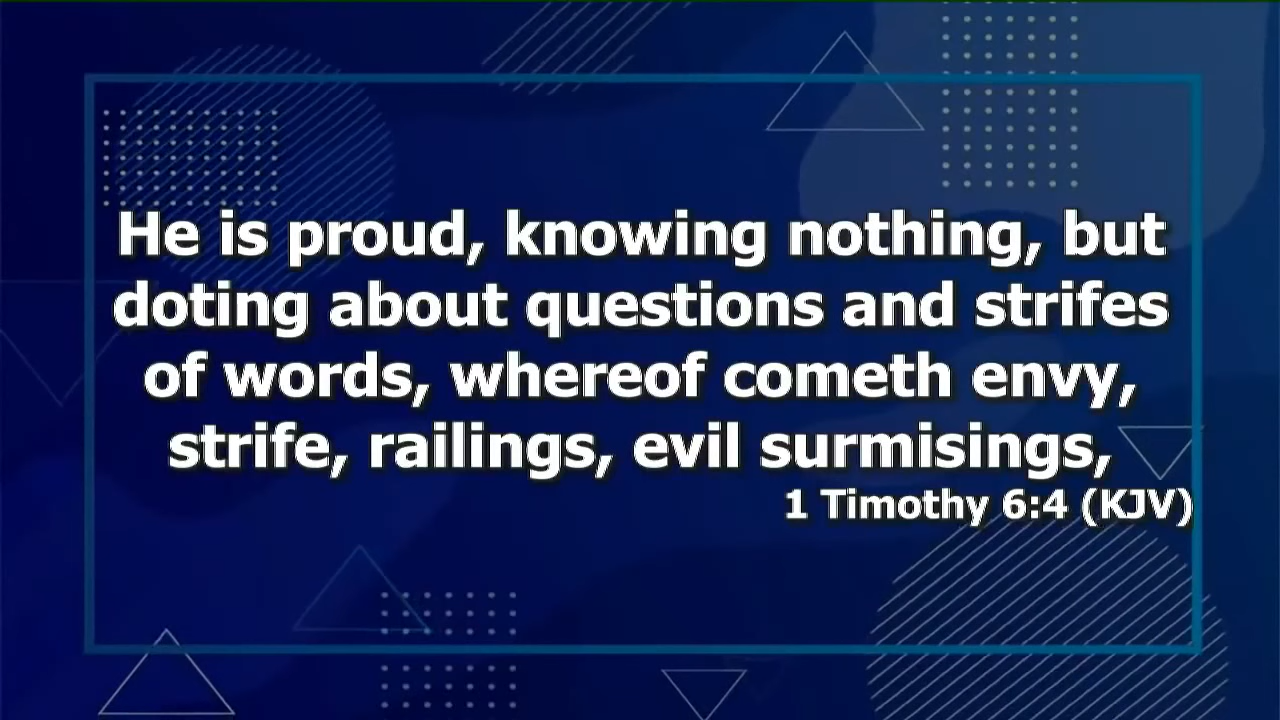 He is proud, knowing nothing, but
doting about questions and strifes
of words, whereof cometh envy,
strife, railings, evil surmisings,
1 Timothy 6:4 (KJV)